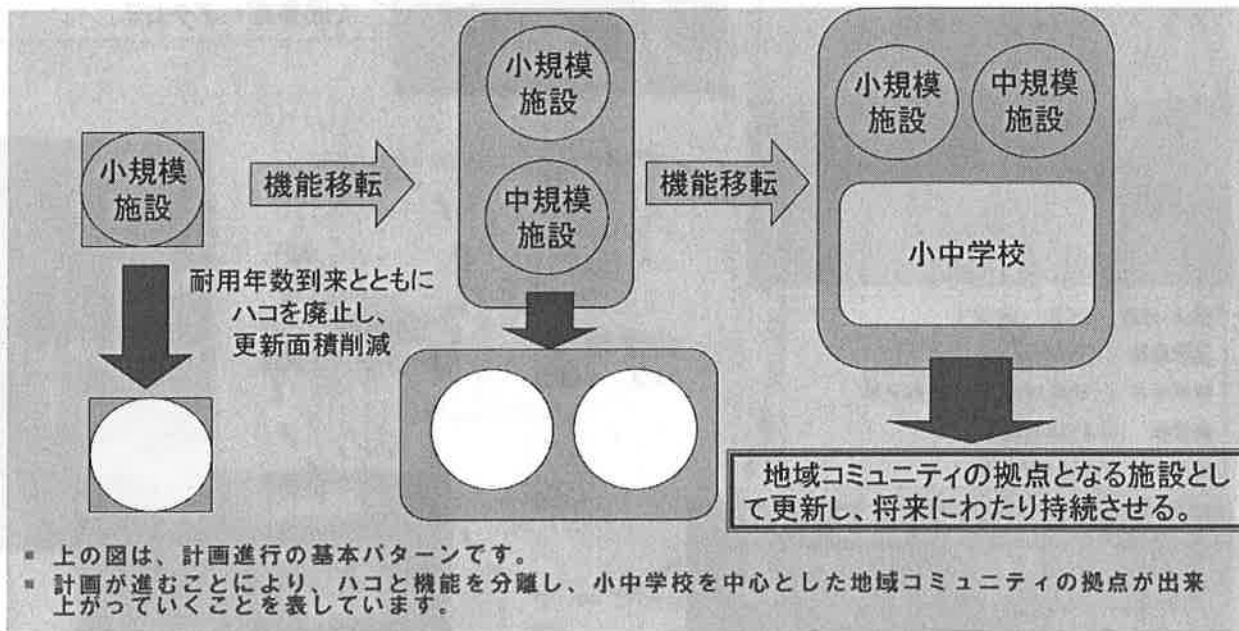 小規模
施設
機能移転
小規模
施設
中規模
施設
機能移転
小規模
施設
中規模
施設
小中学校
耐用年数到来とともに
ハコを廃止し、
更新面積削減
地域コミュニティの拠点となる施設とし
て更新し、将来にわたり持続させる。
■ 上の図は、計画進行の基本パターンです。
■ 計画が進むことにより、ハコと機能を分離し、小中学校を中心とした地域コミュニティの拠点が出来
上がっていくことを表しています。